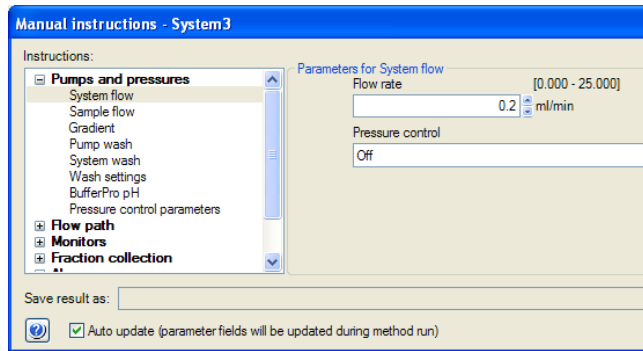 Manual instructions - System3
Instructions:
Pumps and pressures
System flow
Sample flow
Gradient
Pump wash
System wash
Wash settings
BufferPro pH
Pressure control parameters
Flow path
Monitors
Fraction collection
Parameters for System flow
Flow rate [0.000 - 25.000]
0.2 ml/min
Pressure control
Off
Save result as:
Auto update (parameter fields will be updated during method run)